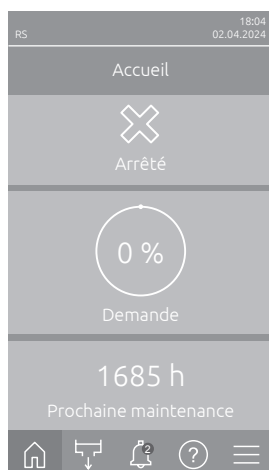 18:04
RS 02.04.2024
Accueil
Arrêté
0 %
Demande
1685 h
Prochaine maintenance
2
?